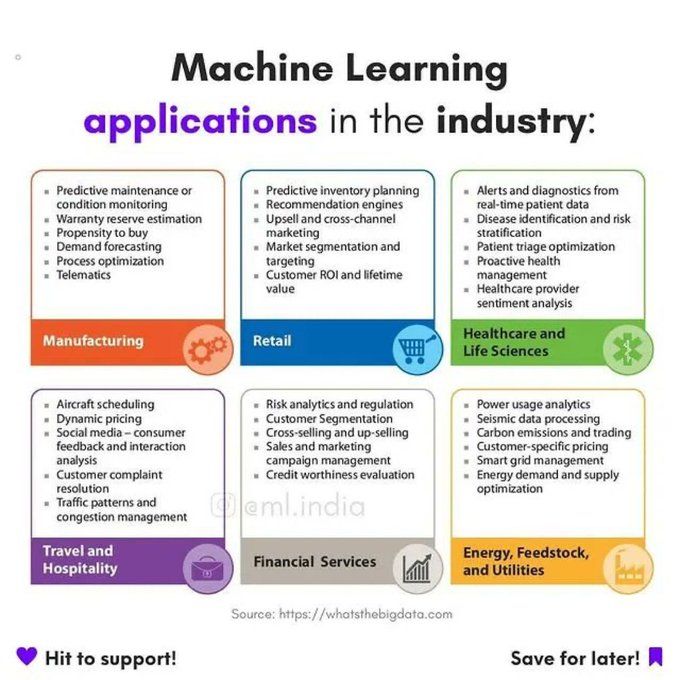 Machine Learning
applications in the industry:
Predictive maintenance or
condition monitoring
Warranty reserve estimation
Propensity to buy
Demand forecasting
Process optimization
Telematics
Manufacturing
Predictive inventory planning
Recommendation engines
Upsell and cross-channel
marketing
Market segmentation and
targeting
Customer ROI and lifetime
value
Retail
Alerts and diagnostics from
real-time patient data
Disease identification and risk
stratification
Patient triage optimization
Proactive health
management
Healthcare provider
sentiment analysis
Healthcare and
Life Sciences
Aircraft scheduling
Dynamic pricing
Social media – consumer
feedback and interaction
analysis
Customer complaint
resolution
Traffic patterns and
congestion management
Travel and
Hospitality
Risk analytics and regulation
Customer Segmentation
Cross-selling and up-selling
Sales and marketing
campaign management
Credit worthiness evaluation
@ml.india
Financial Services
Power usage analytics
Seismic data processing
Carbon emissions and trading
Customer-specific pricing
Smart grid management
Energy demand and supply
optimization
Energy, Feedstock,
and Utilities
Source: https://whatsthebigdata.com
Hit to support!
Save for later!